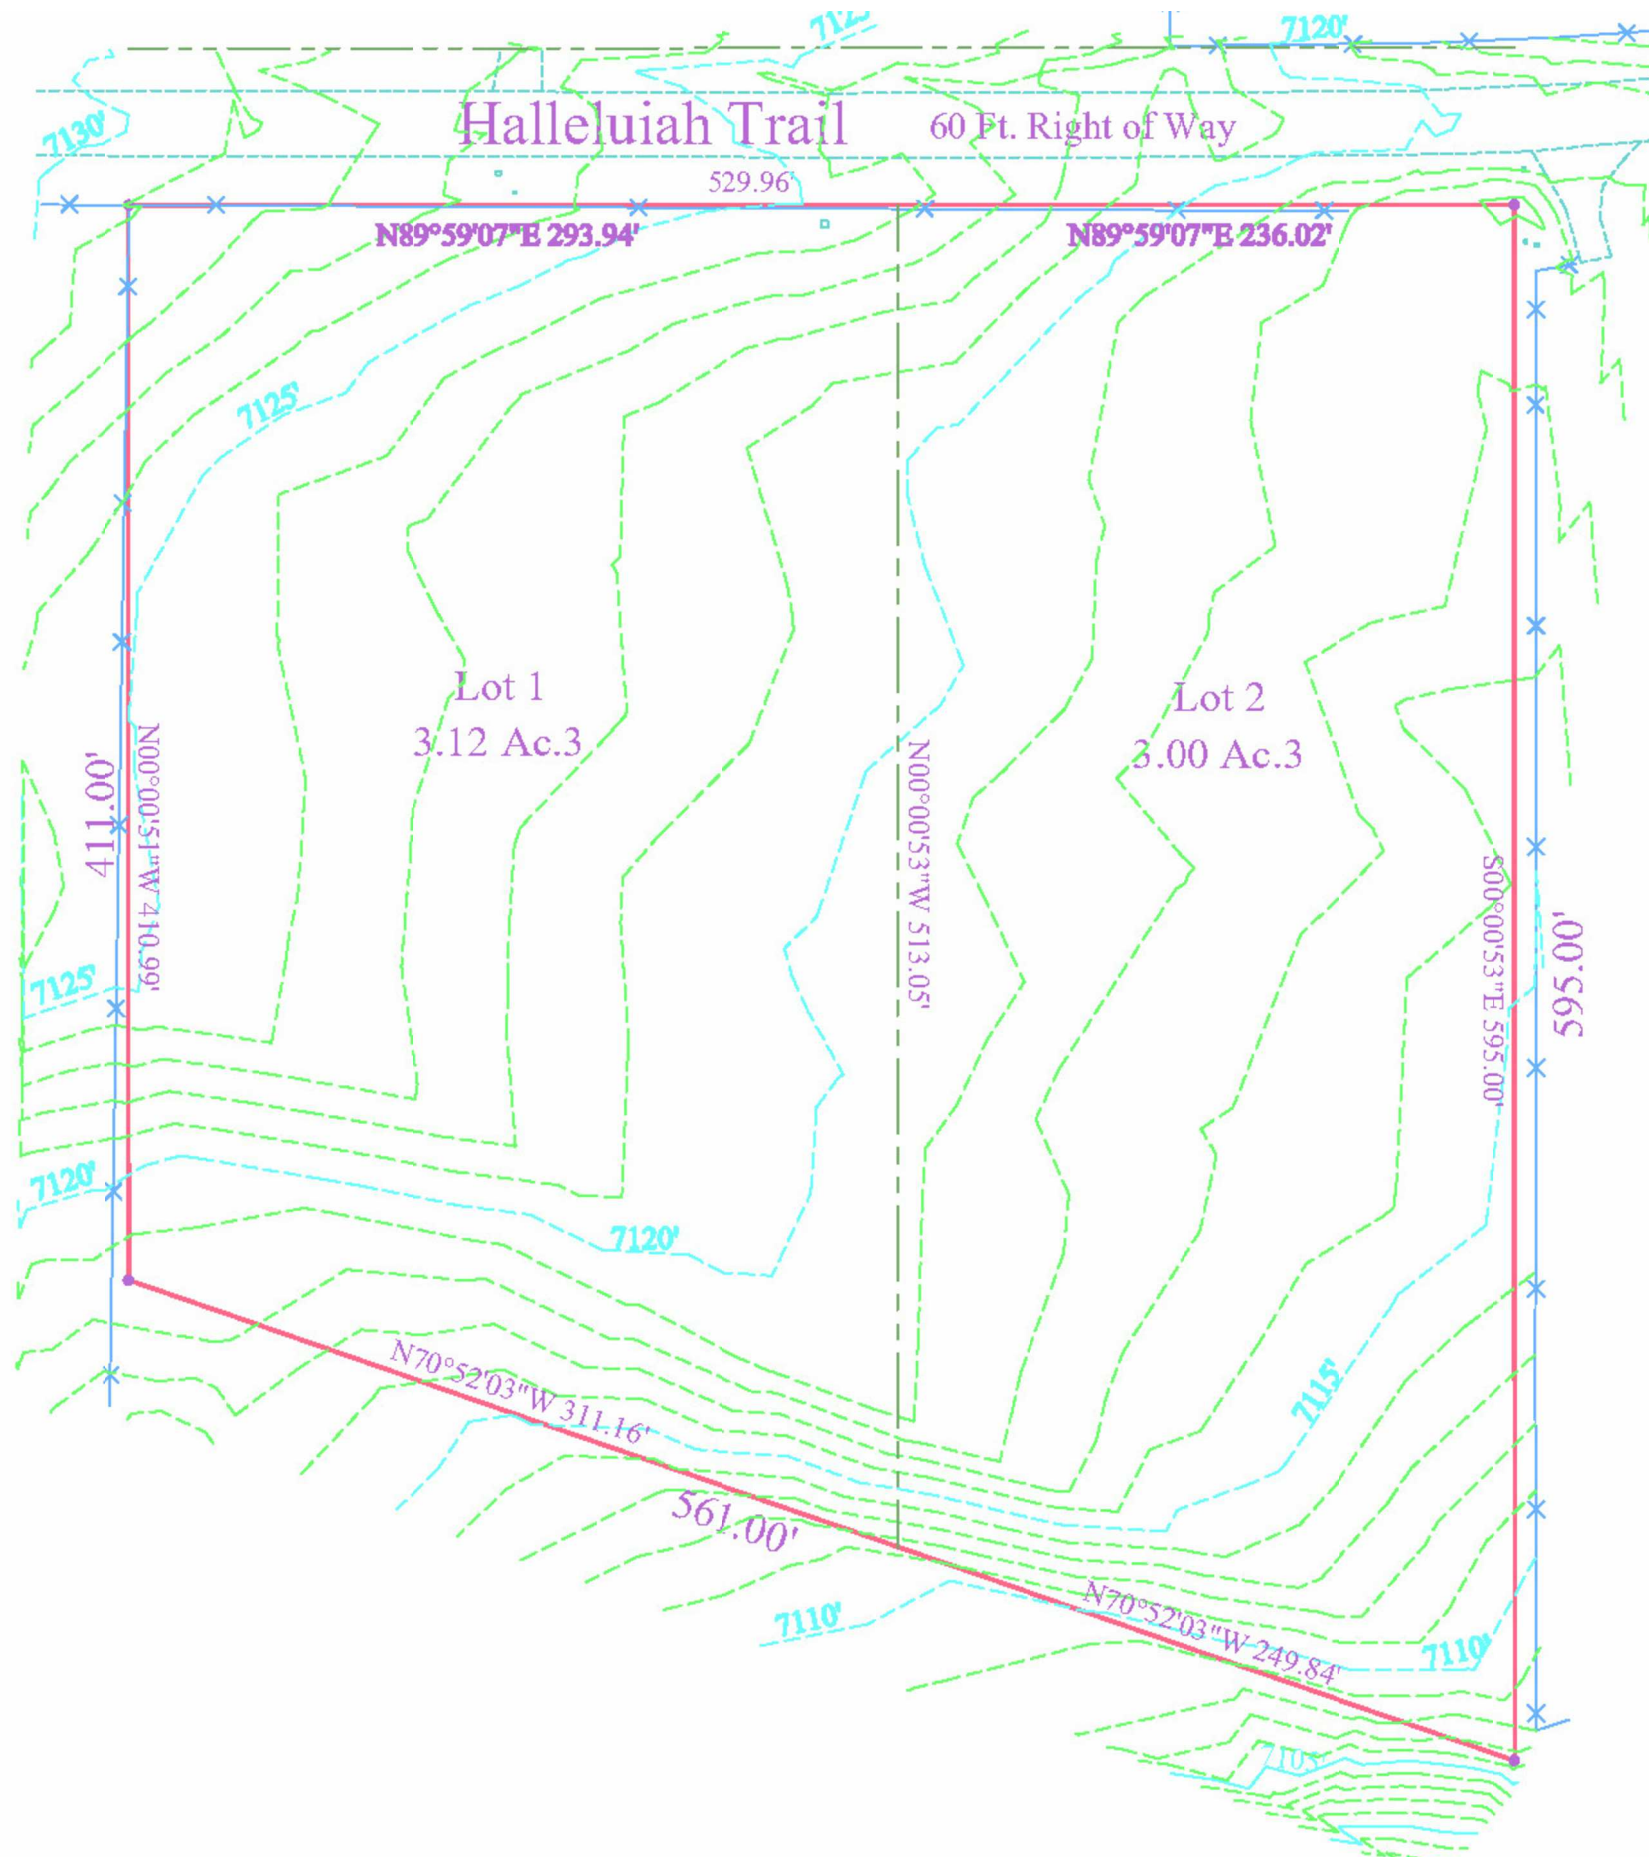 7125'
7120'
7130'
Halleluiah Trail
60 Ft. Right of Way
529.96'
N89°59'07"E 293.94'
N89°59'07"E 236.02'
7125'
Lot 1
3.12 Ac.3
Lot 2
3.00 Ac.3
411.00'
N00°00'51"W 410.99'
N00°00'53"W 513.05'
S00°00'53"E 595.00'
595.00'
7125'
7120'
7120'
N70°52'03"W 311.16'
7115'
561.00'
N70°52'03"W 249.84'
7110'
7110'
7105'